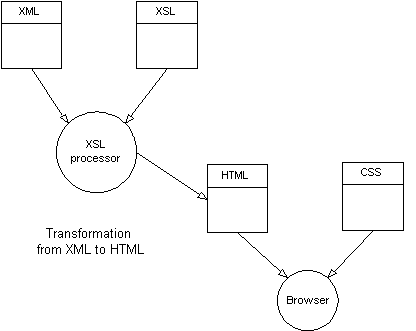 XML
XSL
XSL
processor
HTML
CSS
Transformation
from XML to HTML
Browser